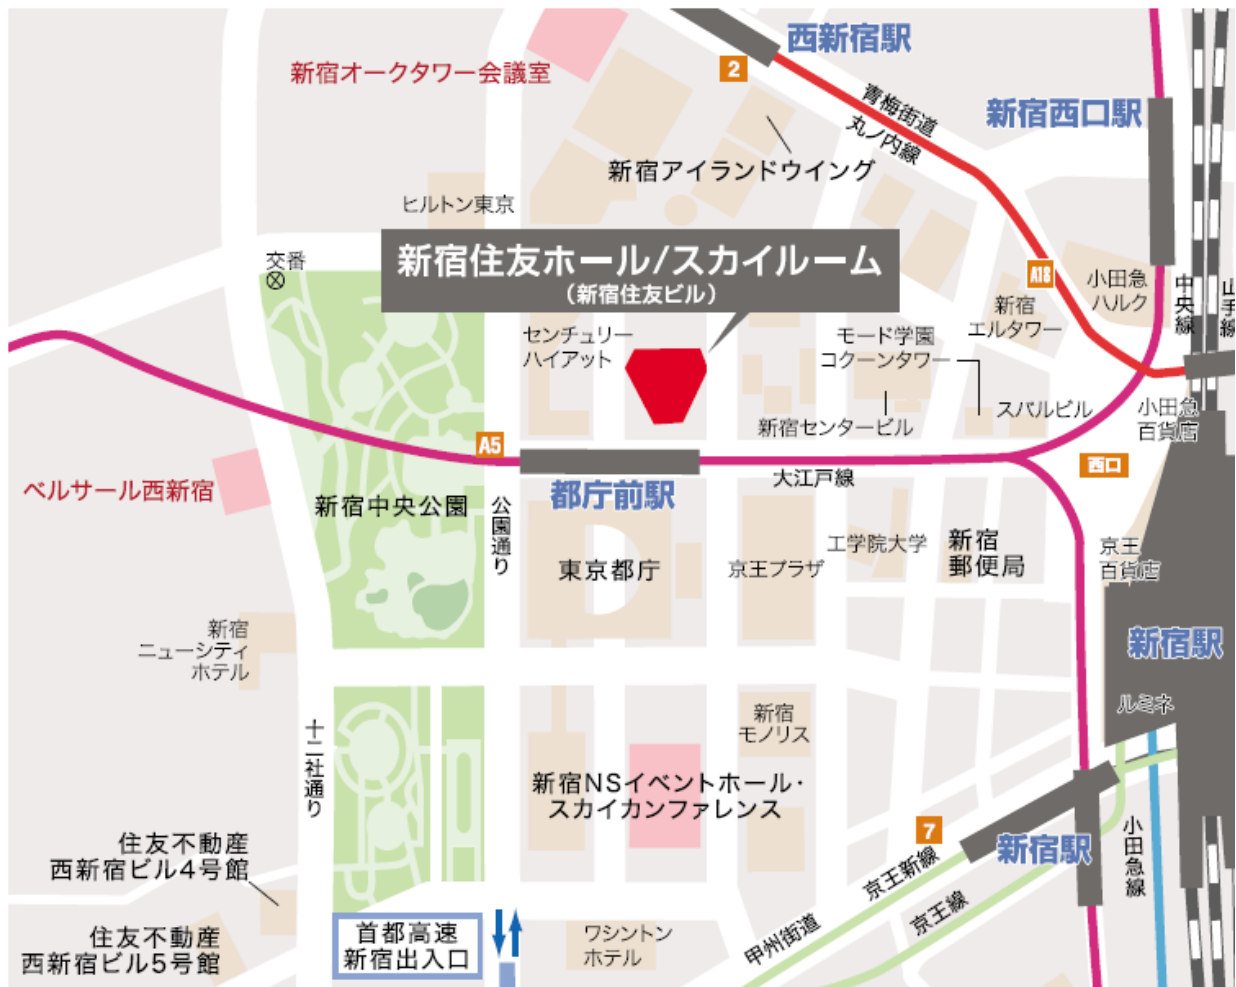 西新宿駅
2
新宿オークタワー会議室
青梅街道
丸ノ内線
新宿西口駅
新宿アイランドウイング
ヒルトン東京
交番
新宿住友ホール/スカイルーム
（新宿住友ビル）
A18
小田急
ハルク
中央線
山手線
新宿
エルタワー
センチュリー
ハイアット
モード学園
コクーンタワー
スバルビル
小田急
百貨店
新宿センタービル
A5
西口
大江戸線
都庁前駅
ベルサール西新宿
新宿中央公園
公園通り
東京都庁
京王プラザ
工学院大学
新宿
郵便局
京王
百貨店
新宿
ニューシティ
ホテル
新宿駅
ルミネ
十二社通り
新宿
モノリス
新宿NSイベントホール・
スカイカンファレンス
住友不動産
西新宿ビル4号館
7
新宿駅
小田急線
京王新線
京王線
甲州街道
住友不動産
西新宿ビル5号館
首都高速
新宿出入口
ワシントン
ホテル